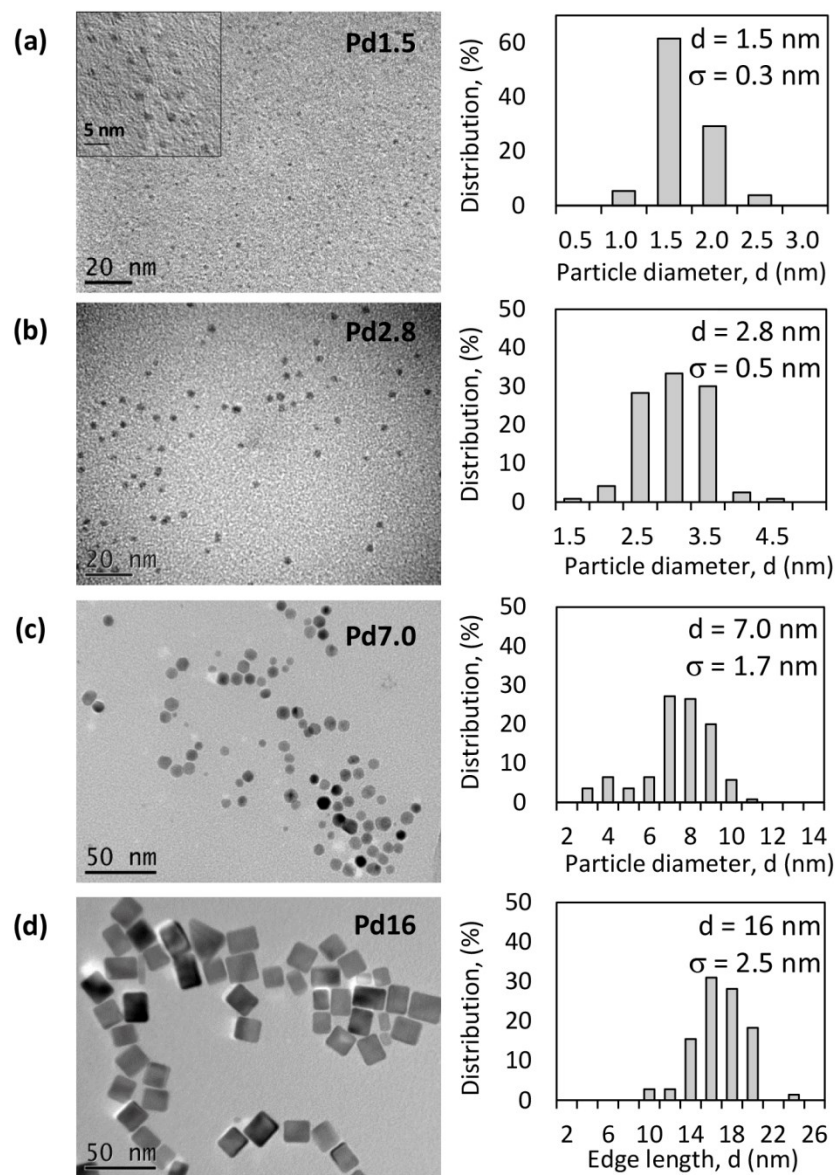 (a)
Pd1.5
5 nm
20 nm
Distribution, (%)
60
40
20
0
d = 1.5 nm
σ = 0.3 nm
0.5 1.0 1.5 2.0 2.5 3.0
Particle diameter, d (nm)
(b)
Pd2.8
20 nm
Distribution, (%)
50
40
30
20
10
0
d = 2.8 nm
σ = 0.5 nm
1.5 2.5 3.5 4.5
Particle diameter, d (nm)
(c)
Pd7.0
50 nm
Distribution, (%)
50
40
30
20
10
0
d = 7.0 nm
σ = 1.7 nm
2 4 6 8 10 12 14
Particle diameter, d (nm)
(d)
Pd16
50 nm
Distribution, (%)
50
40
30
20
10
0
d = 16 nm
σ = 2.5 nm
2 6 10 14 18 22 26
Edge length, d (nm)